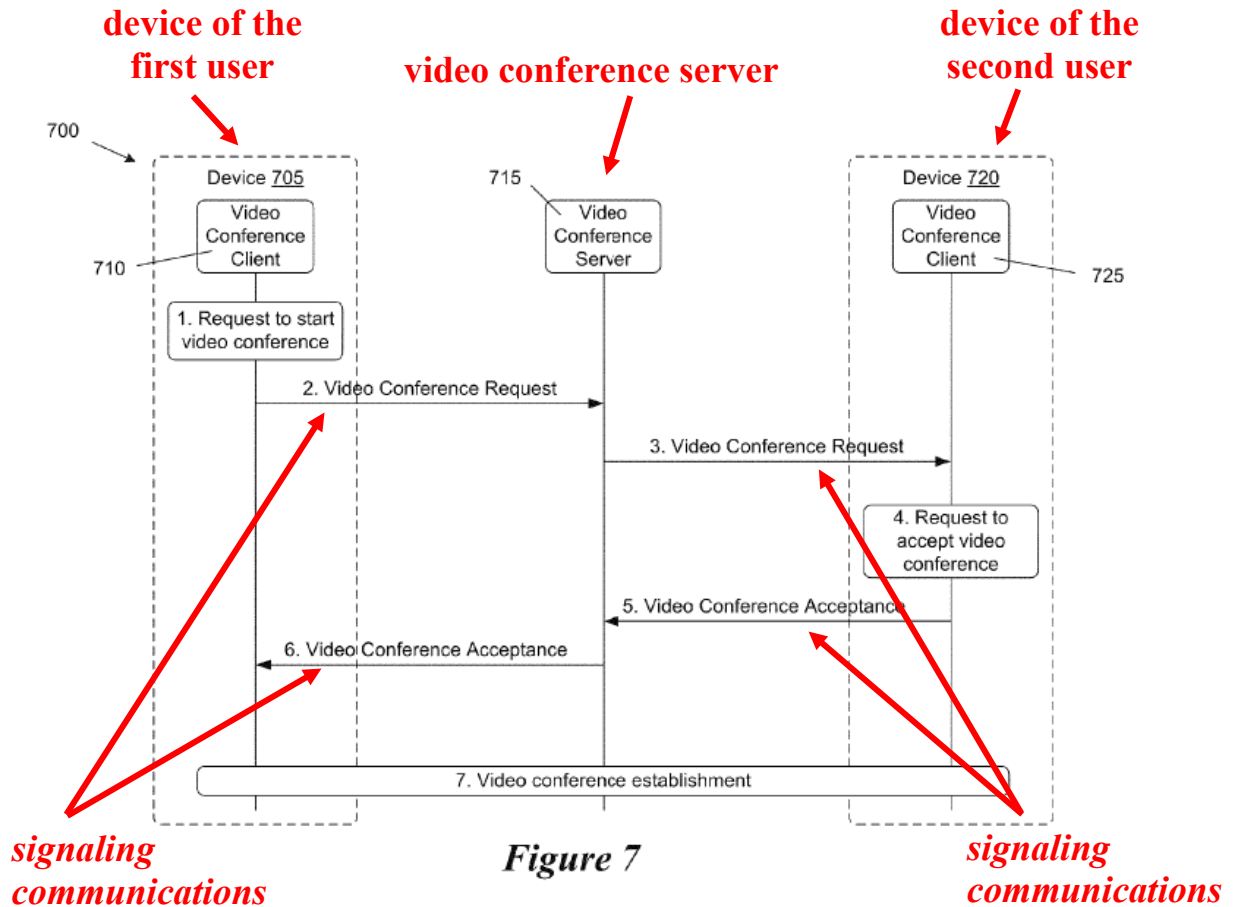 device of the
first user
video conference server
device of the
second user
700
Device 705
715
Device 720
Video
Conference
Client
710
Video
Conference
Server
Video
Conference
Client
725
1. Request to start
video conference
2. Video Conference Request
3. Video Conference Request
4. Request to
accept video
conference
5. Video Conference Acceptance
6. Video Conference Acceptance
7. Video conference establishment
signaling
communications
Figure 7
signaling
communications